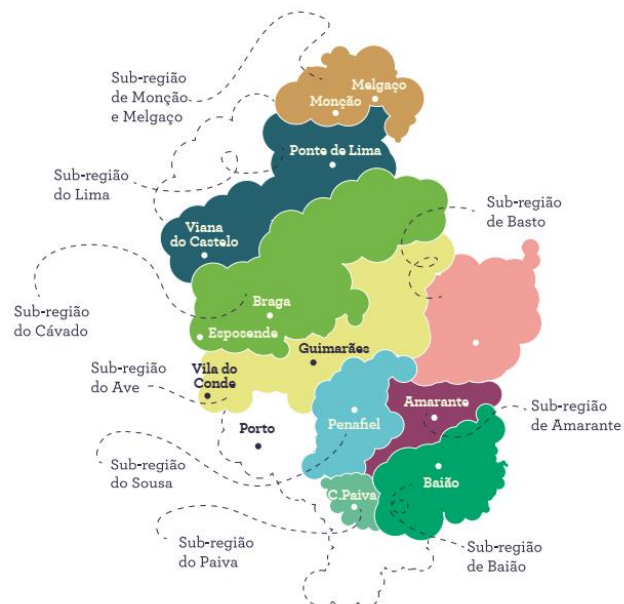 Sub-região
de Monção
e Melgaço
Melgaço
Monção
Ponte de Lima
Sub-região
do Lima
Sub-região
de Basto
Viana
do Castelo
Braga
Sub-região
do Cávado
Esposende
Guimarães
Sub-região
do Ave
Vila do
Conde
Amarante
Sub-região
de Amarante
Porto
Penafiel
Sub-região
do Sousa
Baião
C.Paiva
Sub-região
do Paiva
Sub-região
de Baião